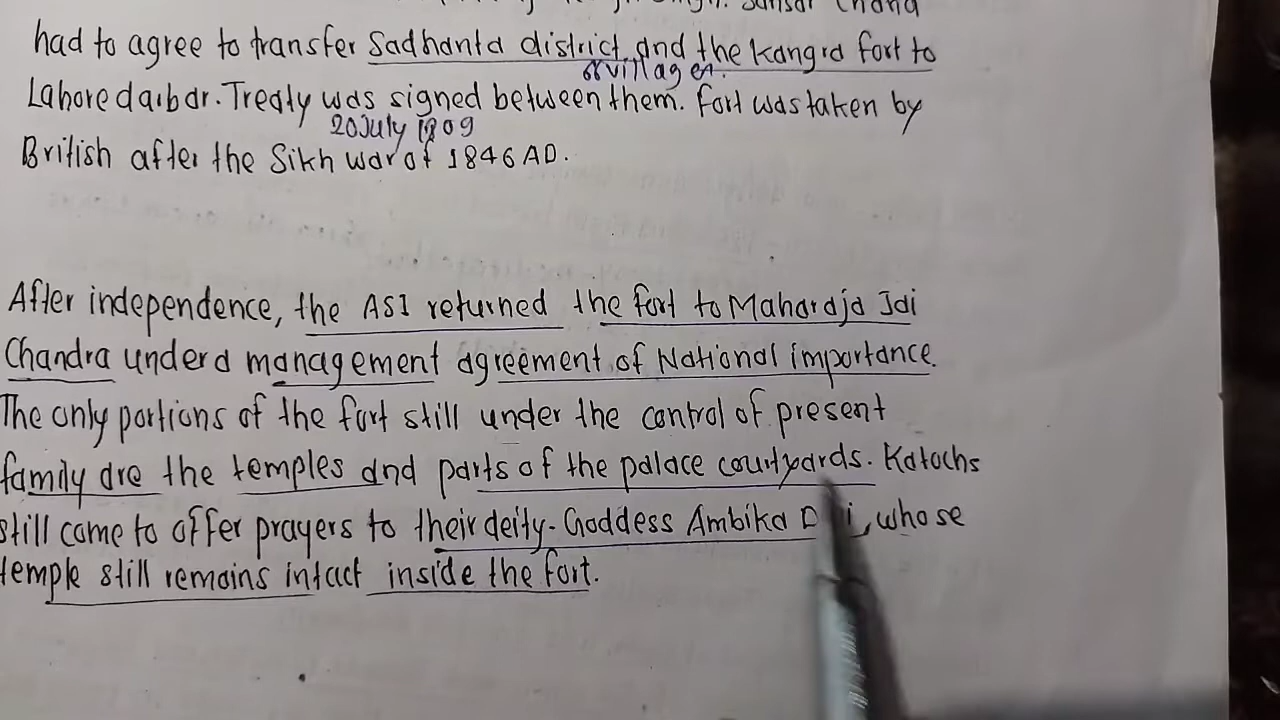 Sansar Chand
had to agree to transfer Sadhanta district and the Kangra fort to
villages.
Lahore darbar. Treaty was signed between them. Fort was taken by
20 July 1809
British after the Sikh war of 1846 AD.
After independence, the ASI returned the fort to Maharaja Jai
Chandra under a management agreement of National importance.
The only portions of the fort still under the control of present
family are the temples and parts of the palace courtyards. Katochs
still come to offer prayers to their deity- Goddess Ambika, whose
temple still remains intact inside the fort.